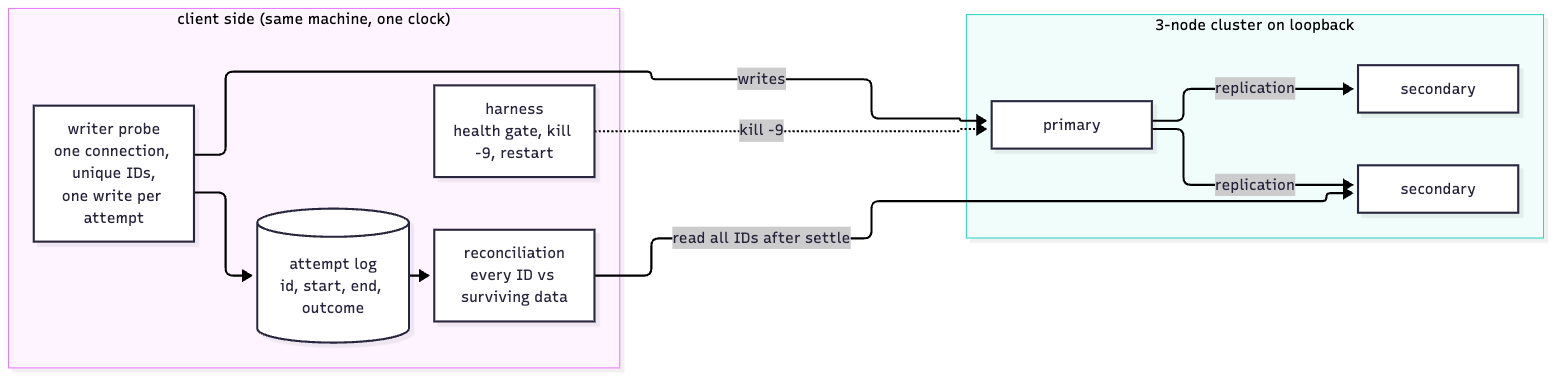 client side (same machine, one clock)
3-node cluster on loopback
writer probe
one connection,
unique IDs,
one write per
attempt
harness
health gate, kill
-9, restart
attempt log
id, start, end,
outcome
reconciliation
every ID vs
surviving data
writes
kill -9
read all IDs after settle
primary
replication
replication
secondary
secondary